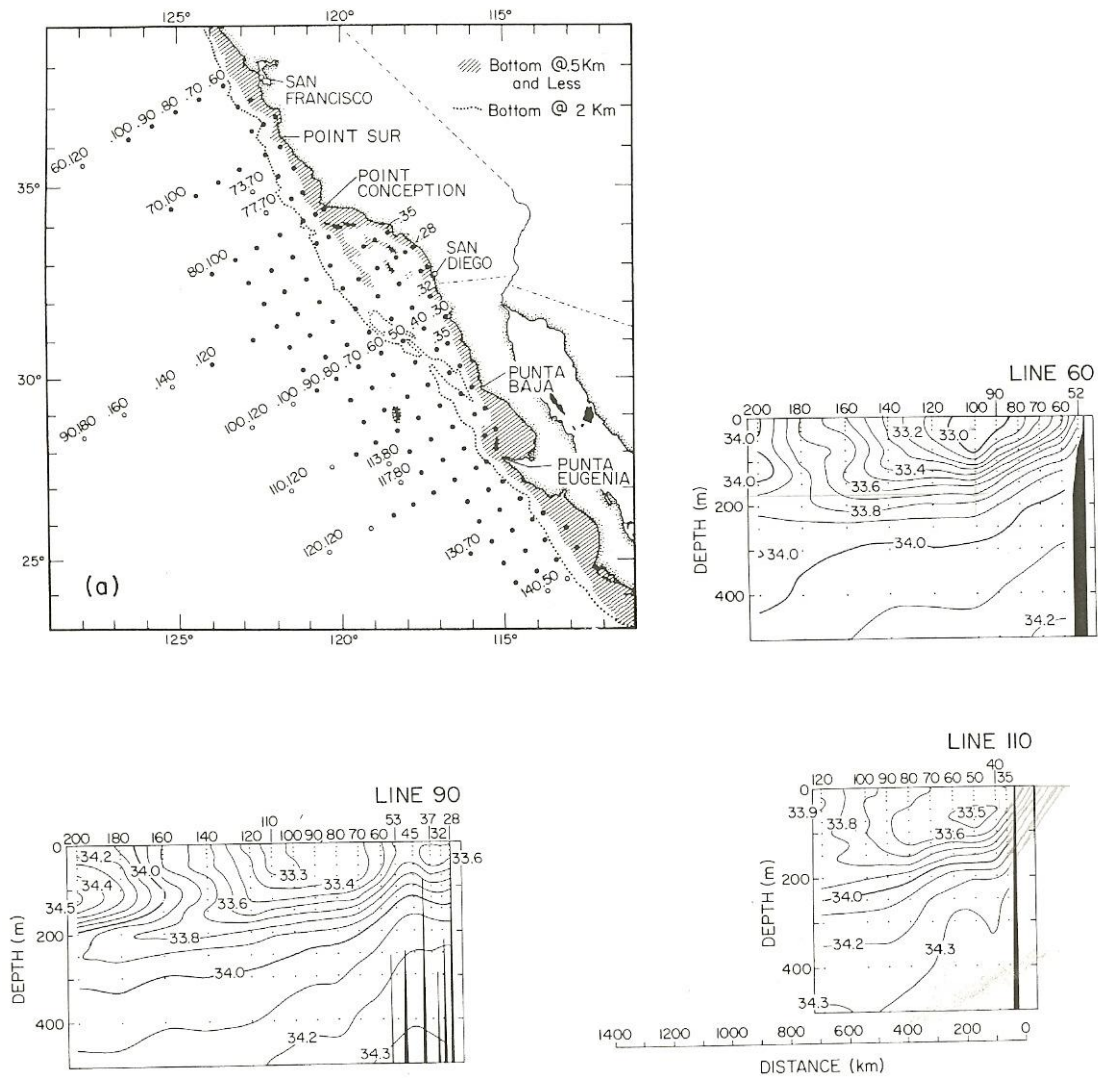 125° 120° 115°
Bottom @.5Km
and Less
Bottom @ 2 Km
SAN
FRANCISCO
POINT SUR
POINT
CONCEPTION
SAN
DIEGO
PUNTA
BAJA
PUNTA
EUGENIA
35°
30°
25°
60.120 .100 .90 .80 .70 .60
70.100 73.70
77.70
80.100
.35
.28
32
90.180 .160 .140 .120
100.120 .100 .90 .80 .70 .60 .50 .40 .30
.35
110.120 113.80
117.80
120.120
130.70
140.50
(a)
125° 120° 115°
LINE 60
200 180 160 140 120 100 90 80 70 60 52
0
200
400
DEPTH (m)
34.0 33.2 33.0
33.4
34.0 33.6
33.8
34.0 34.0
34.2
LINE 90
200 180 160 140 120 110 100 90 80 70 60 53 45 37 32 28
0
200
400
DEPTH (m)
34.2 34.0 33.3 33.6
34.4 33.4
34.5 33.6
33.8
34.0
34.2
34.3
LINE 110
120 100 90 80 70 60 50 40 35
0
200
400
DEPTH (m)
33.9 33.5
33.8 33.6
34.0
34.2 34.3
34.3
1400 1200 1000 800 600 400 200 0
DISTANCE (km)